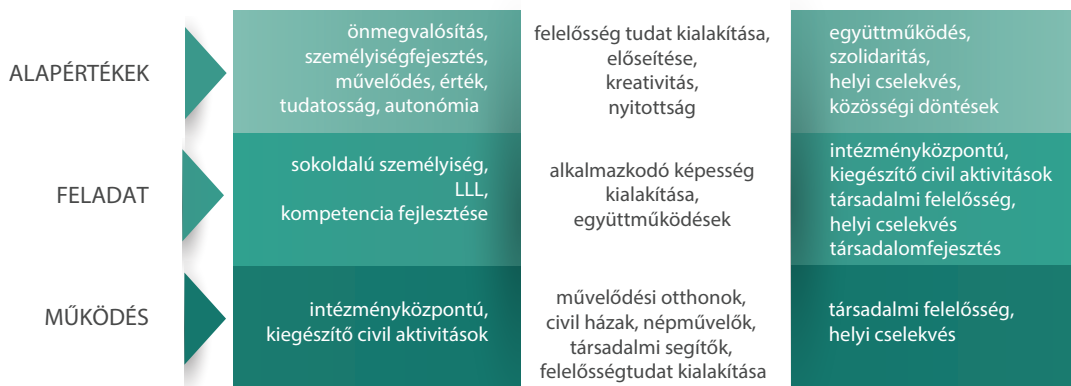 ALAPÉRTÉKEK
önmegvalósítás,
személyiségfejesztés,
művelődés, érték,
tudatosság, autonómia
felelősség tudat kialakítása,
előseítése,
kreativitás,
nyitottság
együttműködés,
szolidaritás,
helyi cselekvés,
közösségi döntések
FELADAT
sokoldalú személyiség,
LLL,
kompetencia fejlesztése
alkalmazkodó képesség
kialakítása,
együttműködések
intézményközpontú,
kiegészítő civil aktivitások
társadalmi felelősség,
helyi cselekvés
társadalomfejesztés
MŰKÖDÉS
intézményközpontú,
kiegészítő civil aktivitások
művelődési otthonok,
civil házak, népművelők,
társadalmi segítők,
felelősségtudat kialakítása
társadalmi felelősség,
helyi cselekvés